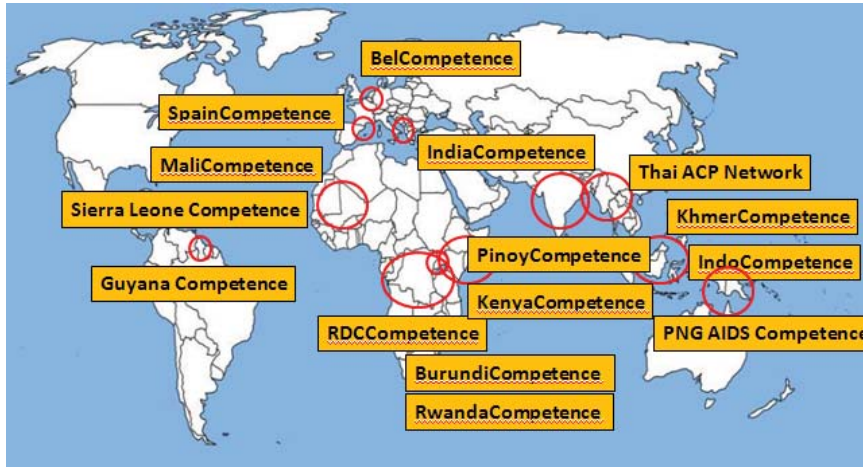 BelCompetence
SpainCompetence
MaliCompetence
IndiaCompetence
Thai ACP Network
Sierra Leone Competence
KhmerCompetence
PinoyCompetence
IndoCompetence
Guyana Competence
KenyaCompetence
RDCCompetence
PNG AIDS Competence
BurundiCompetence
RwandaCompetence